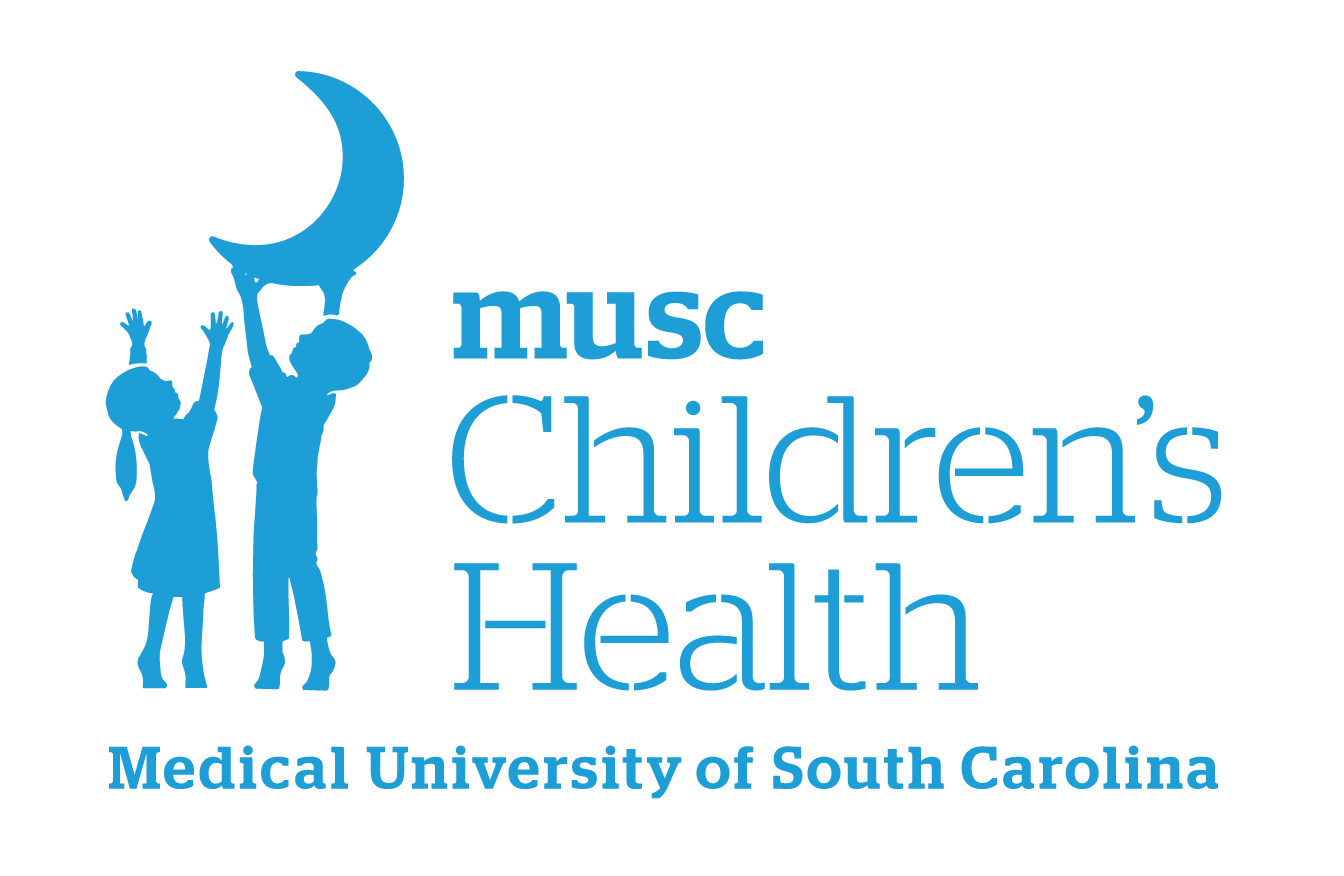 musc
Children’s
Health
Medical University of South Carolina